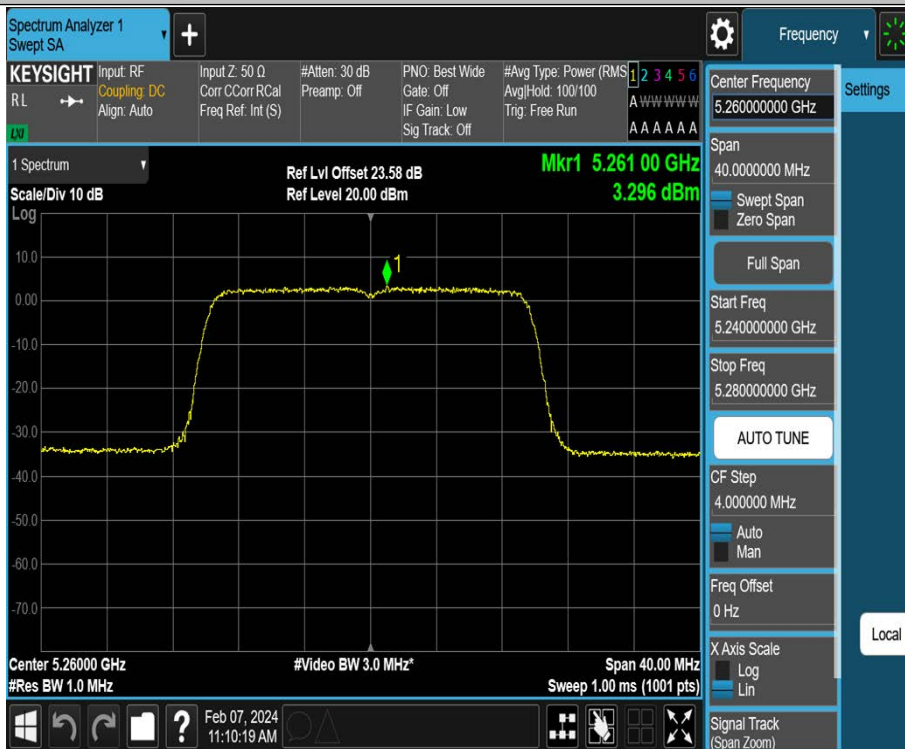 Spectrum Analyzer 1
Swept SA
Frequency
KEYSIGHT
RL
LXI
Input: RF
Coupling: DC
Align: Auto
Input Z: 50 Ω
Corr CCorr RCal
Freq Ref: Int (S)
#Atten: 30 dB
Preamp: Off
PNO: Best Wide
Gate: Off
IF Gain: Low
Sig Track: Off
#Avg Type: Power (RMS
Avg|Hold: 100/100
Trig: Free Run
1 2 3 4 5 6
A W W W W W
A A A A A A
Center Frequency
5.260000000 GHz
Settings
1 Spectrum
Scale/Div 10 dB
Ref Lvl Offset 23.58 dB
Ref Level 20.00 dBm
Mkr1 5.261 00 GHz
3.296 dBm
Log
10.0
0.00
-10.0
-20.0
-30.0
-40.0
-50.0
-60.0
-70.0
1
Span
40.0000000 MHz
Swept Span
Zero Span
Full Span
Start Freq
5.240000000 GHz
Stop Freq
5.280000000 GHz
AUTO TUNE
CF Step
4.000000 MHz
Auto
Man
Freq Offset
0 Hz
X Axis Scale
Log
Lin
Local
Signal Track
(Span Zoom)
Center 5.26000 GHz
#Res BW 1.0 MHz
#Video BW 3.0 MHz*
Span 40.00 MHz
Sweep 1.00 ms (1001 pts)
?
Feb 07, 2024
11:10:19 AM